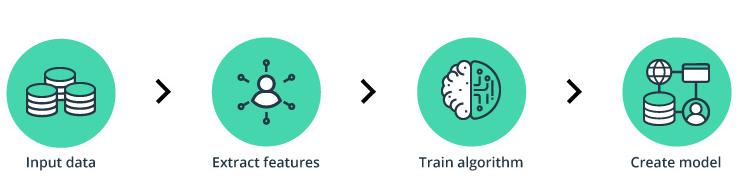 Input data
Extract features
Train algorithm
Create model